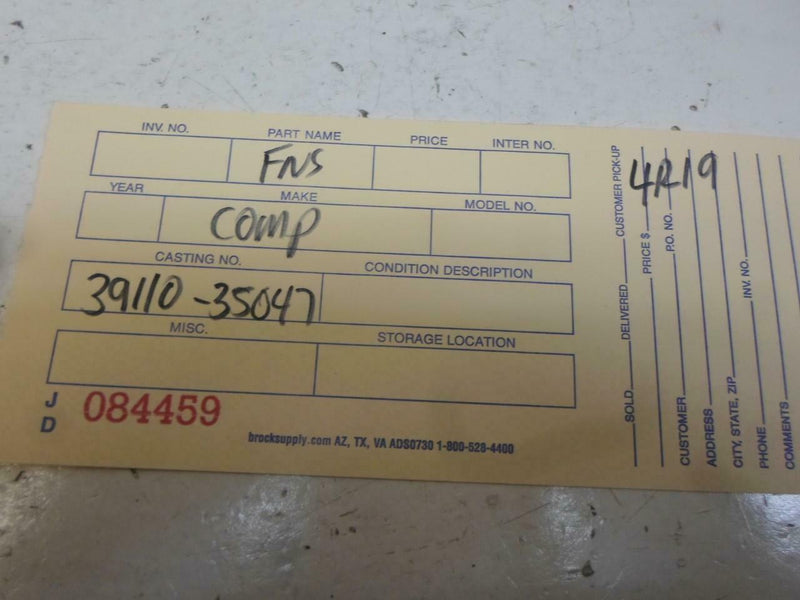 INV. NO. PART NAME PRICE INTER NO.
FNS
YEAR MAKE MODEL NO.
COMP
CASTING NO. CONDITION DESCRIPTION
39110-35047
MISC. STORAGE LOCATION
J D 084459
brocksupply.com AZ, TX, VA ADS0730 1-800-528-4400
4R19
SOLD DELIVERED CUSTOMER PICK-UP
PRICE $
P.O. NO.
CUSTOMER
ADDRESS
CITY, STATE, ZIP
PHONE INV. NO.
COMMENTS